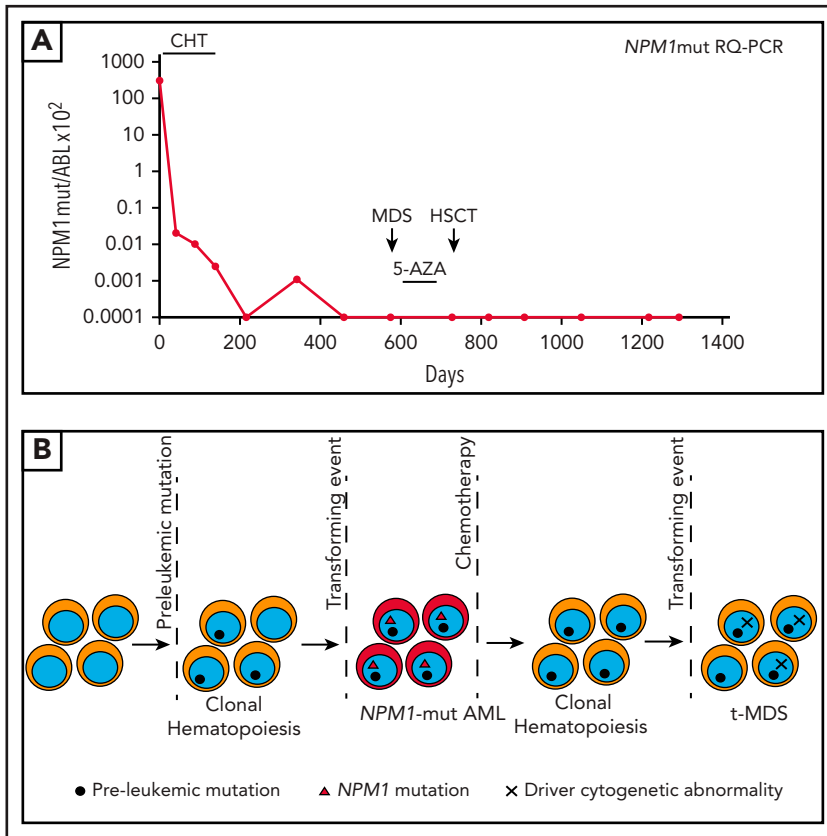 A
CHT
NPM1mut RQ-PCR
NPM1mut/ABLx10²
1000
100
10
1
0.1
0.01
0.001
0.0001
MDS
HSCT
5-AZA
0
200
400
600
800
1000
1200
1400
Days
B
Preleukemic mutation
Transforming event
Chemotherapy
Transforming event
Clonal
Hematopoiesis
NPM1-mut AML
Clonal
Hematopoiesis
t-MDS
Pre-leukemic mutation
NPM1 mutation
Driver cytogenetic abnormality